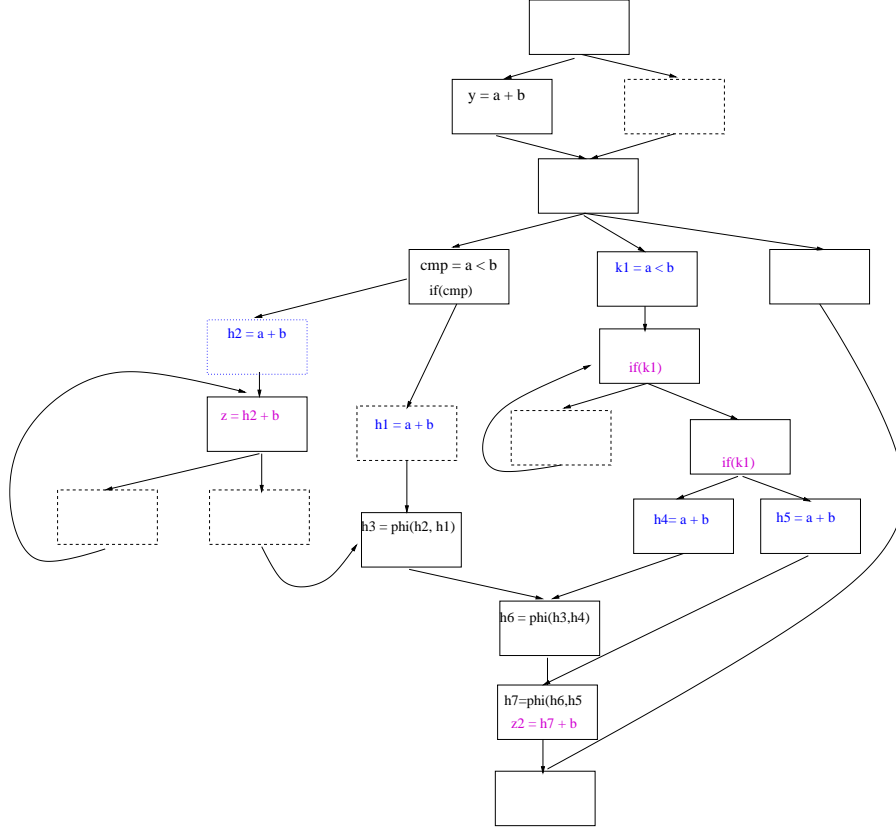 y = a + b
cmp = a < b
if(cmp)
k1 = a < b
h2 = a + b
if(k1)
z = h2 + b
h1 = a + b
if(k1)
h3 = phi(h2, h1)
h4= a + b
h5 = a + b
h6 = phi(h3,h4)
h7=phi(h6,h5
z2 = h7 + b